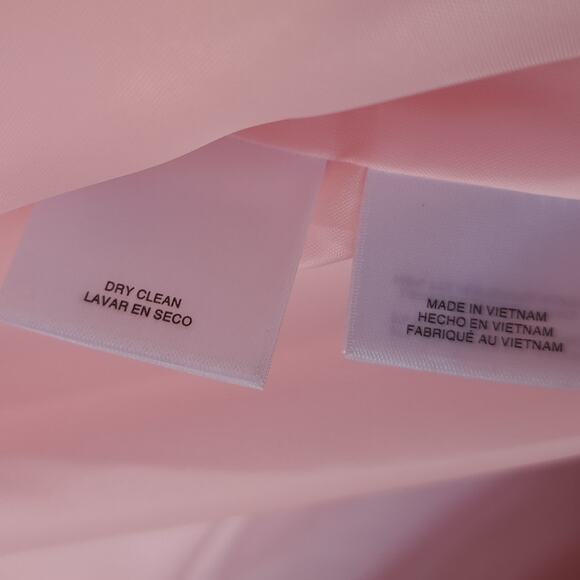 DRY CLEAN
LAVAR EN SECO
MADE IN VIETNAM
HECHO EN VIETNAM
FABRIQUÉ AU VIETNAM